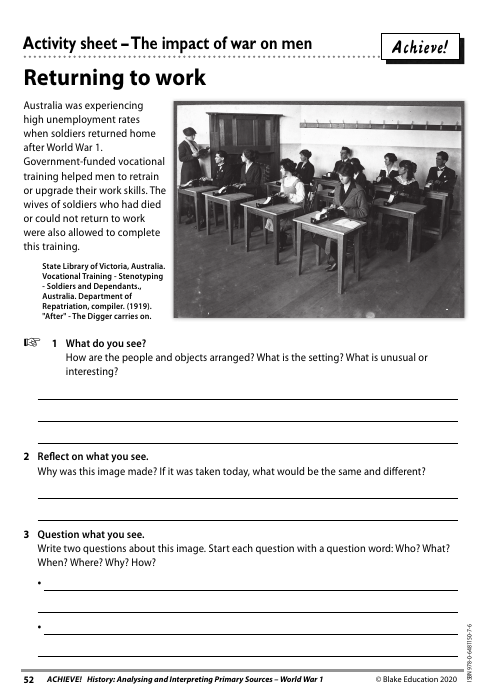 Activity sheet – The impact of war on men
Achieve!
Returning to work
Australia was experiencing
high unemployment rates
when soldiers returned home
after World War 1.
Government-funded vocational
training helped men to retrain
or upgrade their work skills. The
wives of soldiers who had died
or could not return to work
were also allowed to complete
this training.
State Library of Victoria, Australia.
Vocational Training - Stenotyping
- Soldiers and Dependants.,
Australia. Department of
Repatriation, compiler. (1919).
"After" - The Digger carries on.
1 What do you see?
How are the people and objects arranged? What is the setting? What is unusual or
interesting?
2 Reflect on what you see.
Why was this image made? If it was taken today, what would be the same and different?
3 Question what you see.
Write two questions about this image. Start each question with a question word: Who? What?
When? Where? Why? How?
•
•
52 ACHIEVE! History: Analysing and Interpreting Primary Sources – World War 1 © Blake Education 2020